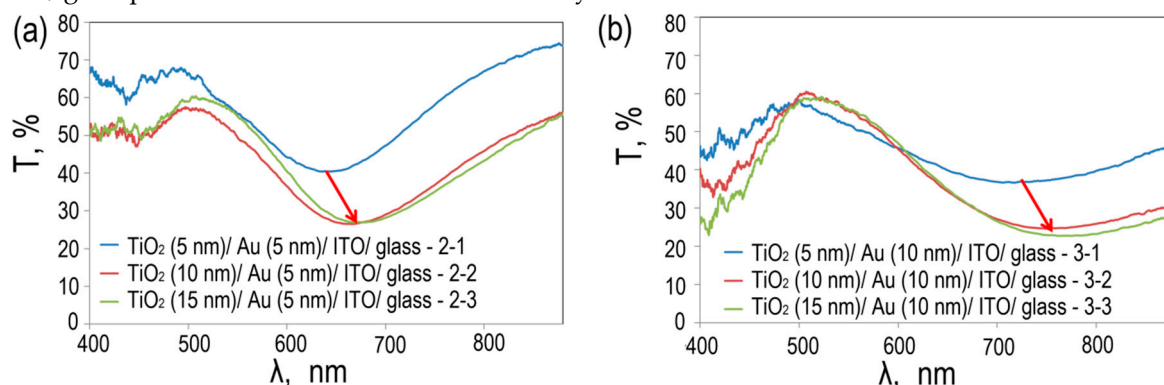 (a)
T, %
80
70
60
50
40
30
20
10
0
TiO₂ (5 nm)/ Au (5 nm)/ ITO/ glass - 2-1
TiO₂ (10 nm)/ Au (5 nm)/ ITO/ glass - 2-2
TiO₂ (15 nm)/ Au (5 nm)/ ITO/ glass - 2-3
400 500 600 700 800
λ, nm
(b)
T, %
80
70
60
50
40
30
20
10
0
TiO₂ (5 nm)/ Au (10 nm)/ ITO/ glass - 3-1
TiO₂ (10 nm)/ Au (10 nm)/ ITO/ glass - 3-2
TiO₂ (15 nm)/ Au (10 nm)/ ITO/ glass - 3-3
400 500 600 700 800
λ, nm